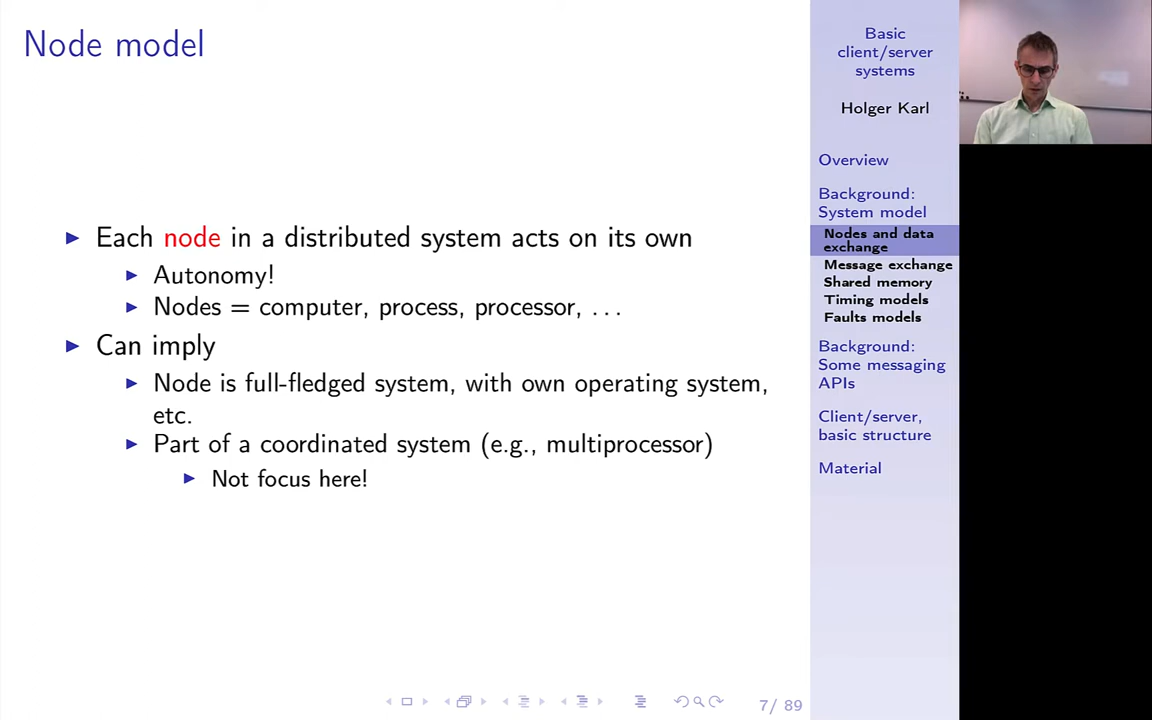 Node model
▶ Each node in a distributed system acts on its own
▶ Autonomy!
▶ Nodes = computer, process, processor, ...
▶ Can imply
▶ Node is full-fledged system, with own operating system,
etc.
▶ Part of a coordinated system (e.g., multiprocessor)
▶ Not focus here!
7/ 89
Basic
client/server
systems
Holger Karl
Overview
Background:
System model
Nodes and data
exchange
Message exchange
Shared memory
Timing models
Faults models
Background:
Some messaging
APIs
Client/server,
basic structure
Material